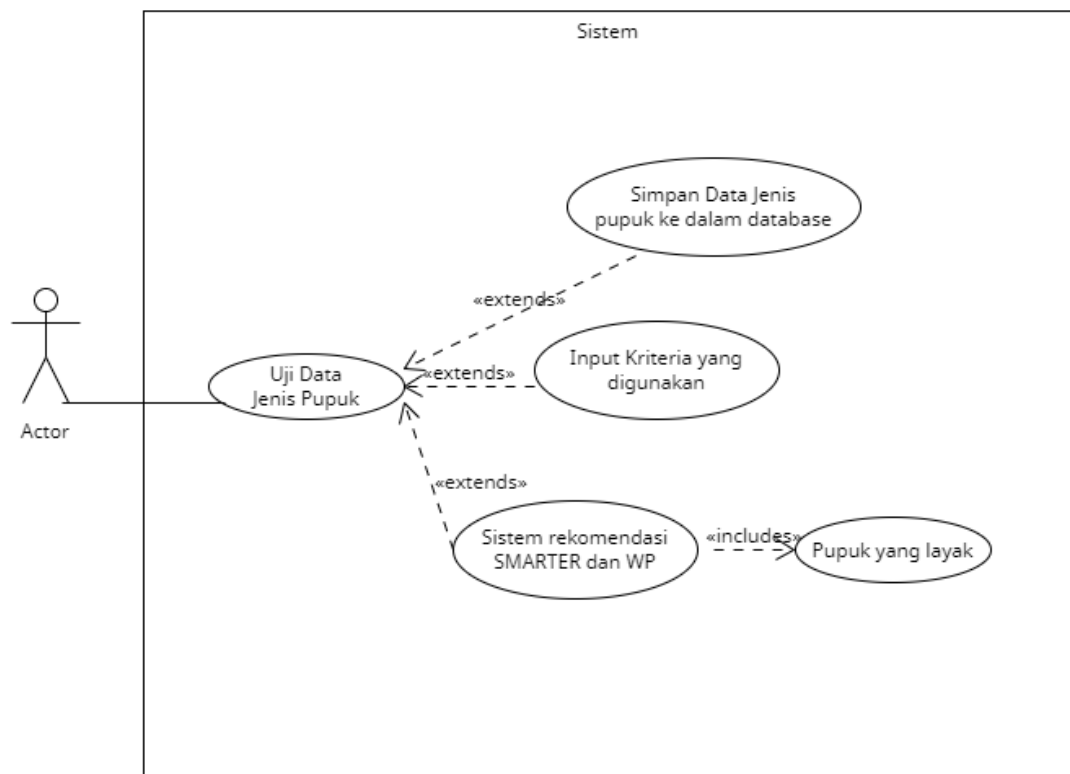 Sistem
Simpan Data Jenis
pupuk ke dalam database
«extends»
Input Kriteria yang
digunakan
«extends»
Uji Data
Jenis Pupuk
Actor
«extends»
Sistem rekomendasi
SMARTER dan WP
«includes»
Pupuk yang layak